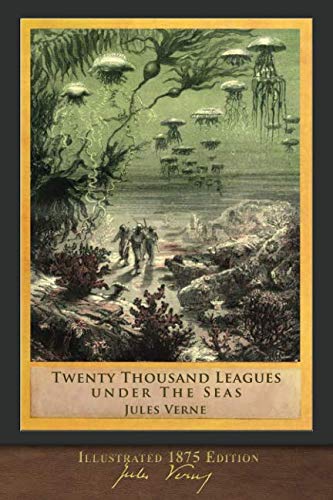 Twenty Thousand Leagues
under The Seas
Jules Verne
Illustrated 1875 Edition
Jules Verne